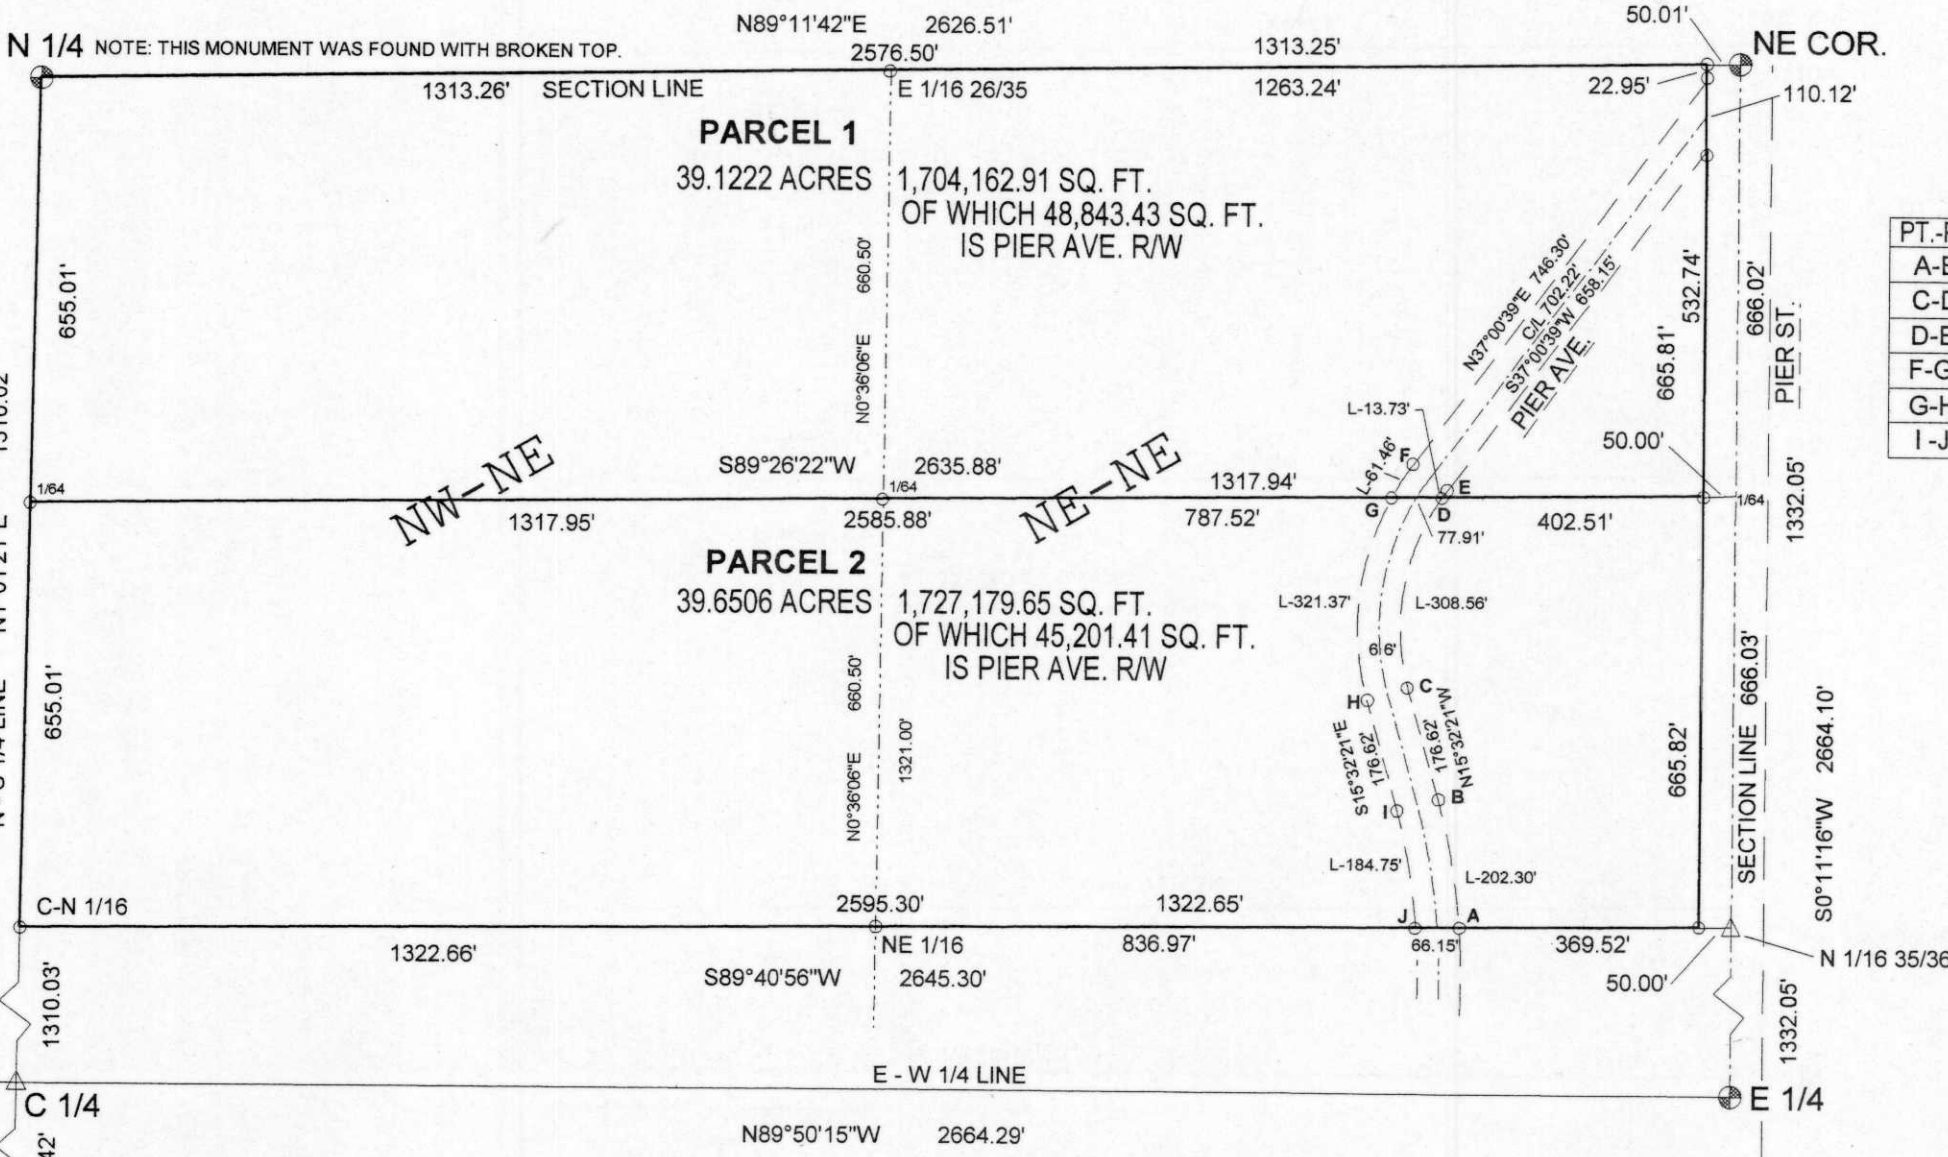 N89°11'42"E 2626.51'
50.01'
N 1/4 NOTE: THIS MONUMENT WAS FOUND WITH BROKEN TOP.
2576.50'
1313.25'
NE COR.
1313.26' SECTION LINE
E 1/16 26/35
1263.24'
22.95'
110.12'
PARCEL 1
39.1222 ACRES 1,704,162.91 SQ. FT.
OF WHICH 48,843.43 SQ. FT.
IS PIER AVE. R/W
655.01'
660.50'
N0°36'06"E
N37°00'39"E 746.30'
C/L 702.22'
S37°00'39"W 658.15'
PIER AVE.
532.74'
665.81'
666.02'
PIER ST.
PT.-
C-
F-G
I -J
L-13.73'
L-61.46'
F
E
G
D
50.00'
S89°26'22"W 2635.88'
1317.94'
1/64
1/64
1/64
NW-NE
NE-NE
1317.95'
2585.88'
787.52'
77.91'
402.51'
1332.05'
PARCEL 2
39.6506 ACRES 1,727,179.65 SQ. FT.
OF WHICH 45,201.41 SQ. FT.
IS PIER AVE. R/W
655.01'
660.50'
1321.00'
N0°36'06"E
L-321.37'
L-308.56'
66'
C
H
S15°32'21"E
176.62'
176.62'
N15°32'21"W
B
I
L-184.75'
L-202.30'
665.82'
SECTION LINE 666.03'
S0°11'16"W 2664.10'
C-N 1/16
2595.30'
1322.65'
J
A
1322.66'
NE 1/16
836.97'
66.15'
369.52'
N 1/16 35/36
S89°40'56"W 2645.30'
50.00'
1310.03'
1332.05'
E - W 1/4 LINE
C 1/4
E 1/4
N89°50'15"W 2664.29'
42'